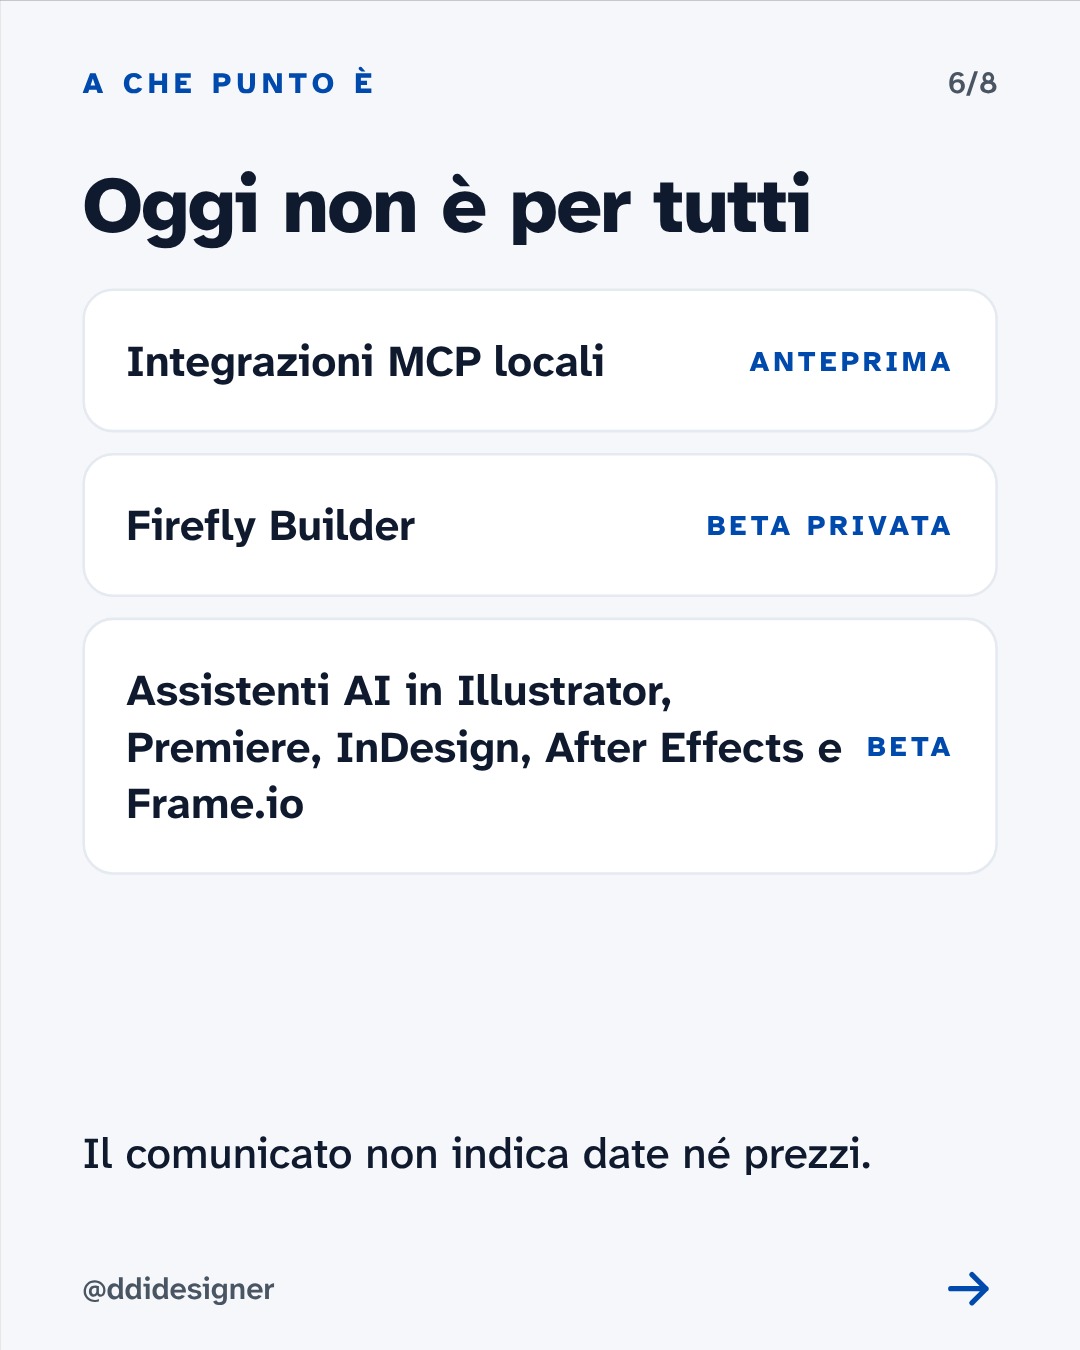 A CHE PUNTO È
6/8
Oggi non è per tutti
Integrazioni MCP locali
ANTEPRIMA
Firefly Builder
BETA PRIVATA
Assistenti AI in Illustrator,
Premiere, InDesign, After Effects e
Frame.io
BETA
Il comunicato non indica date né prezzi.
@ddidesigner